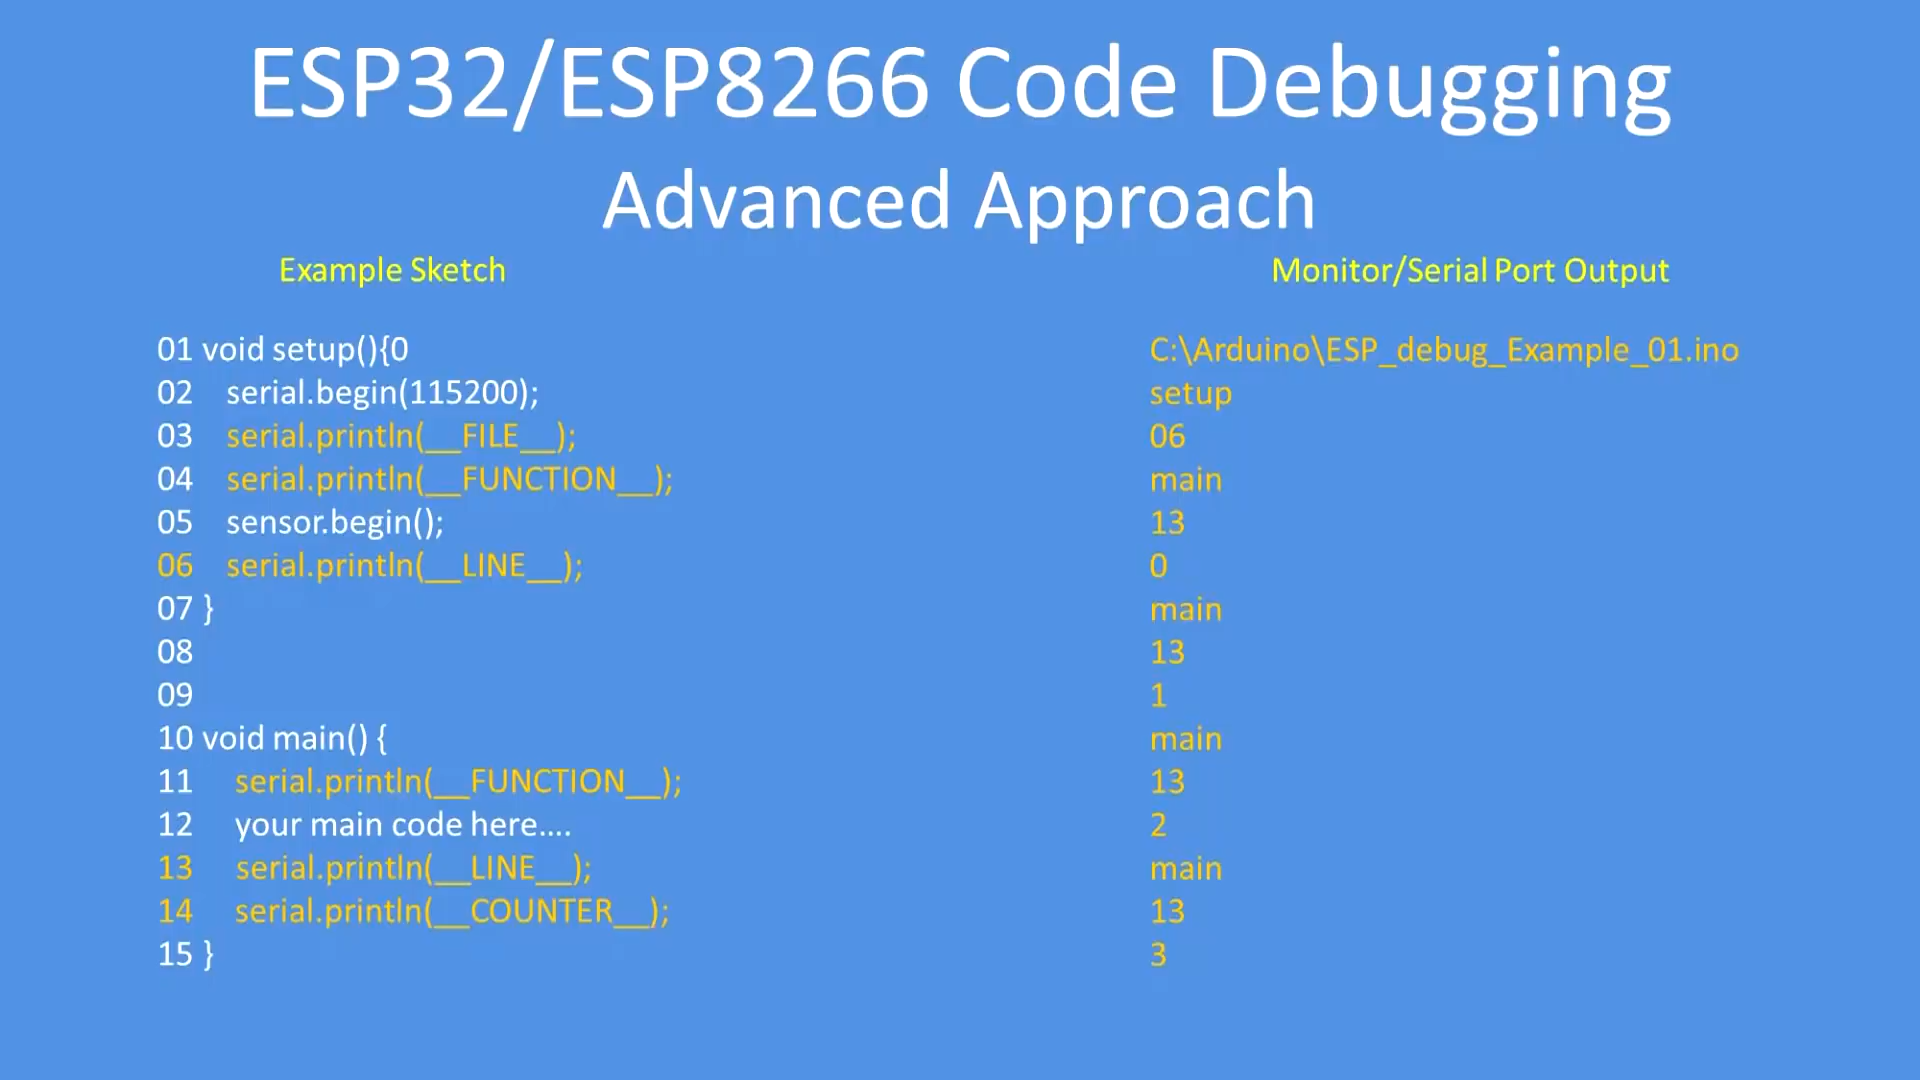 ESP32/ESP8266 Code Debugging
Advanced Approach
Example Sketch
01 void setup(){0
02 serial.begin(115200);
03 serial.println(__FILE__);
04 serial.println(__FUNCTION__);
05 sensor.begin();
06 serial.println(__LINE__);
07 }
08
09
10 void main() {
11 serial.println(__FUNCTION__);
12 your main code here....
13 serial.println(__LINE__);
14 serial.println(__COUNTER__);
15 }
Monitor/Serial Port Output
C:\Arduino\ESP_debug_Example_01.ino
setup
06
main
13
0
main
13
1
main
13
2
main
13
3